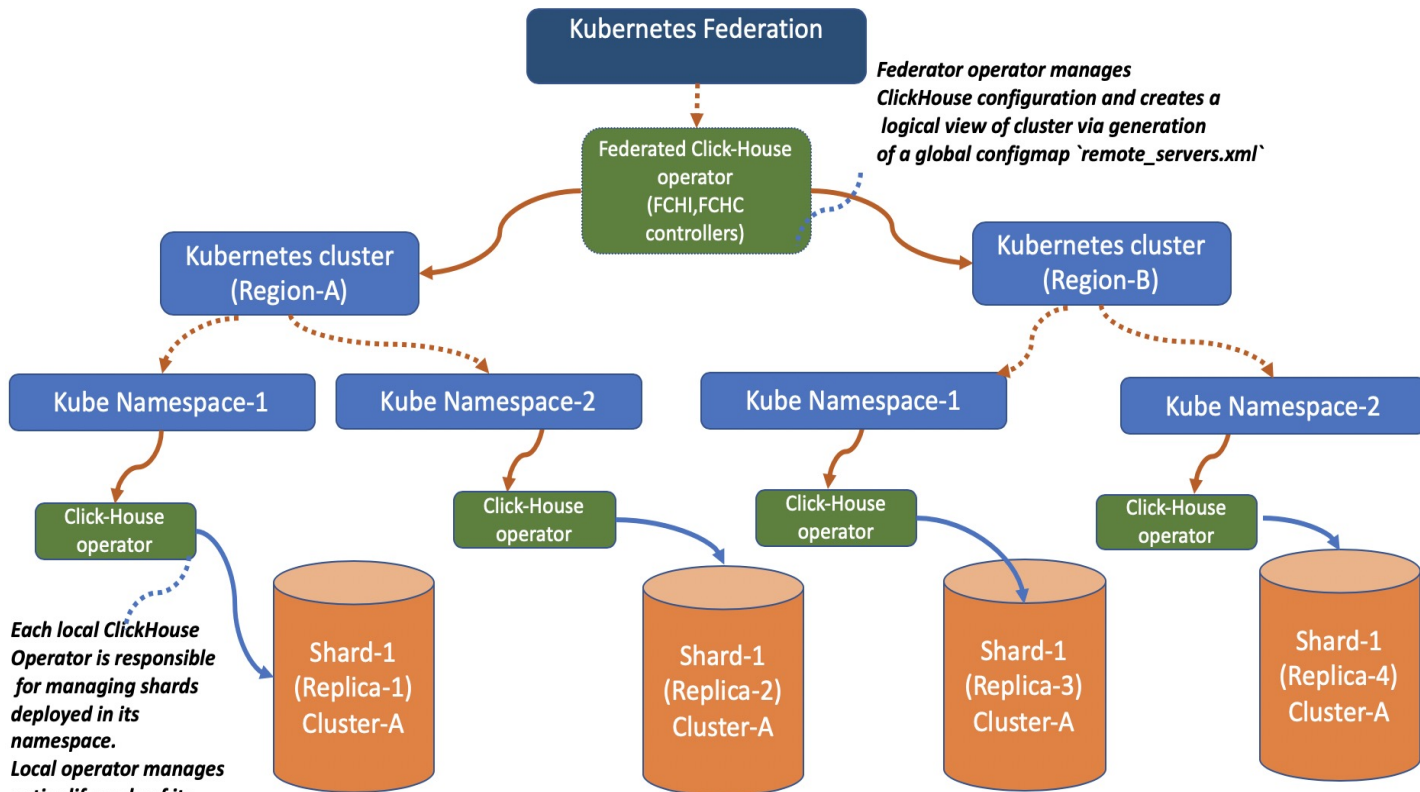 Kubernetes Federation
Federator operator manages
ClickHouse configuration and creates a
logical view of cluster via generation
of a global configmap `remote_servers.xml`
Federated Click-House
operator
(FCHI,FCHC
controllers)
Kubernetes cluster
(Region-A)
Kubernetes cluster
(Region-B)
Kube Namespace-1
Kube Namespace-2
Kube Namespace-1
Kube Namespace-2
Click-House
operator
Click-House
operator
Click-House
operator
Click-House
operator
Each local ClickHouse
Operator is responsible
for managing shards
deployed in its
namespace.
Local operator manages
Shard-1
(Replica-1)
Cluster-A
Shard-1
(Replica-2)
Cluster-A
Shard-1
(Replica-3)
Cluster-A
Shard-1
(Replica-4)
Cluster-A